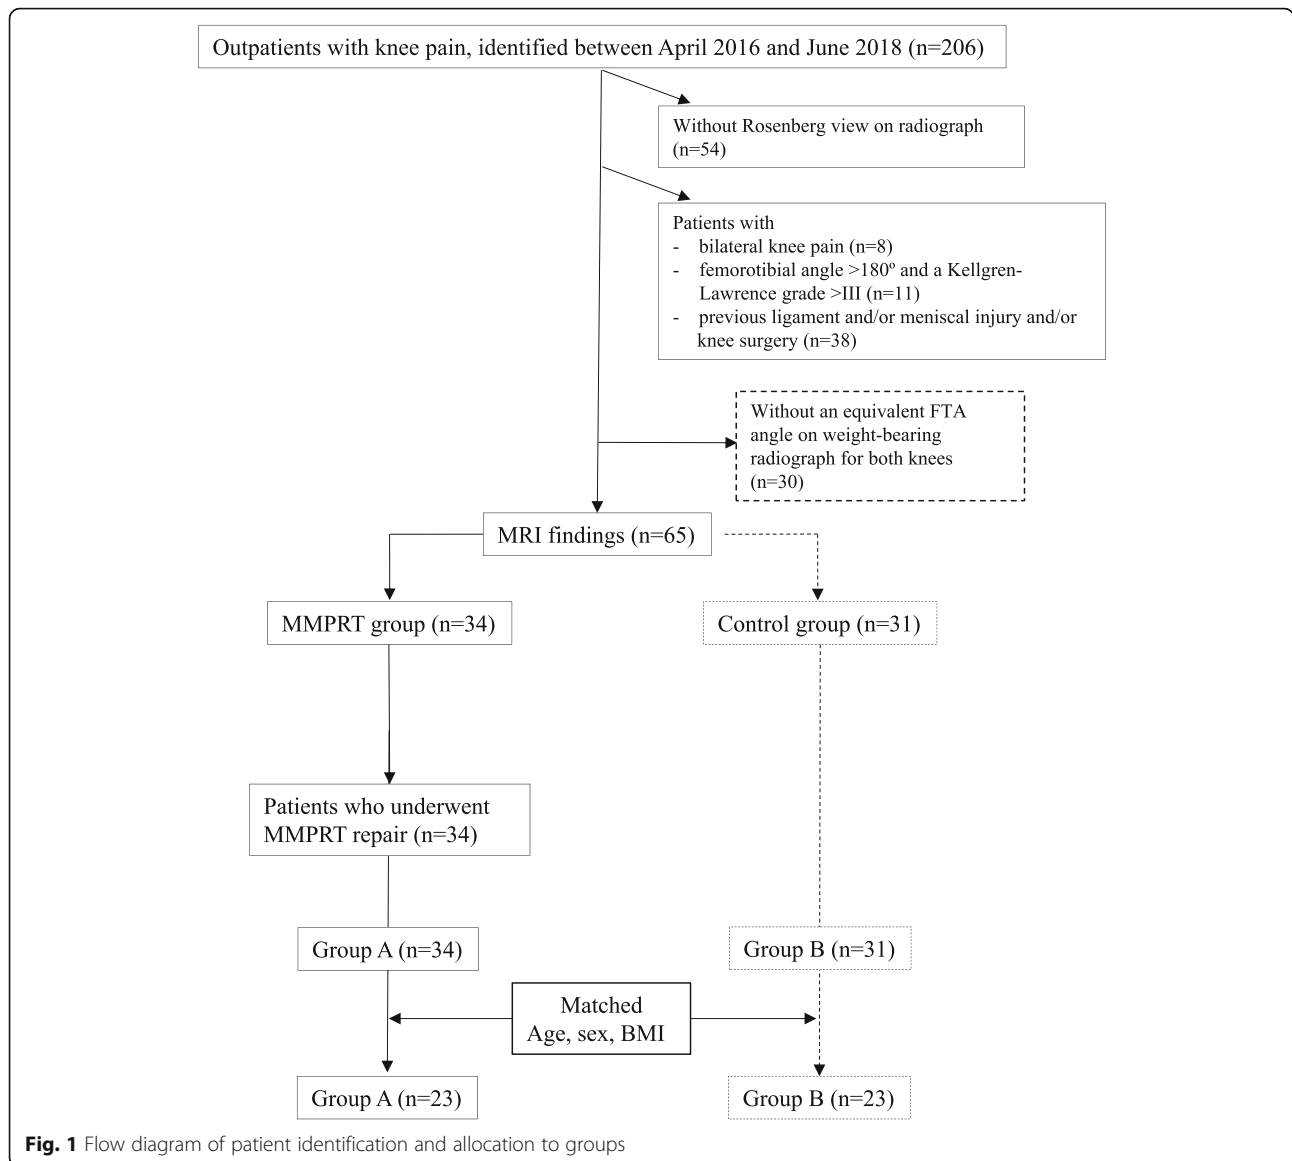 Outpatients with knee pain, identified between April 2016 and June 2018 (n=206)
Without Rosenberg view on radiograph
(n=54)
Patients with
- bilateral knee pain (n=8)
- femorotibial angle >180º and a Kellgren-
Lawrence grade >III (n=11)
- previous ligament and/or meniscal injury and/or
knee surgery (n=38)
Without an equivalent FTA
angle on weight-bearing
radiograph for both knees
(n=30)
MRI findings (n=65)
MMPRT group (n=34)
Control group (n=31)
Patients who underwent
MMPRT repair (n=34)
Group A (n=34)
Group B (n=31)
Matched
Age, sex, BMI
Group A (n=23)
Group B (n=23)
Fig. 1 Flow diagram of patient identification and allocation to groups